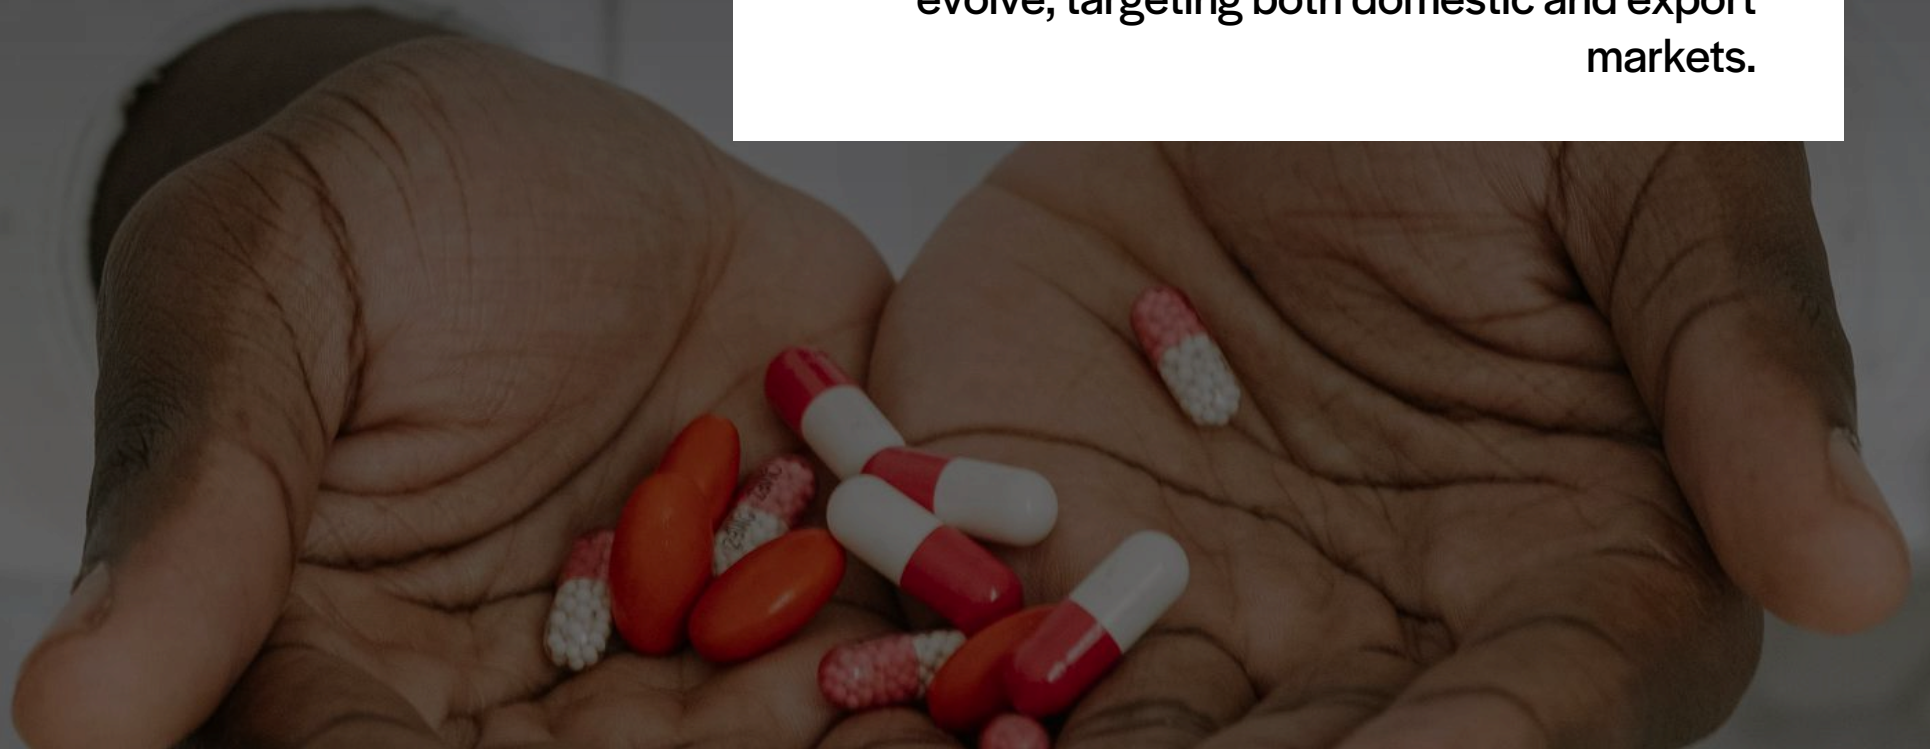 evolve, targeting both domestic and export
markets.